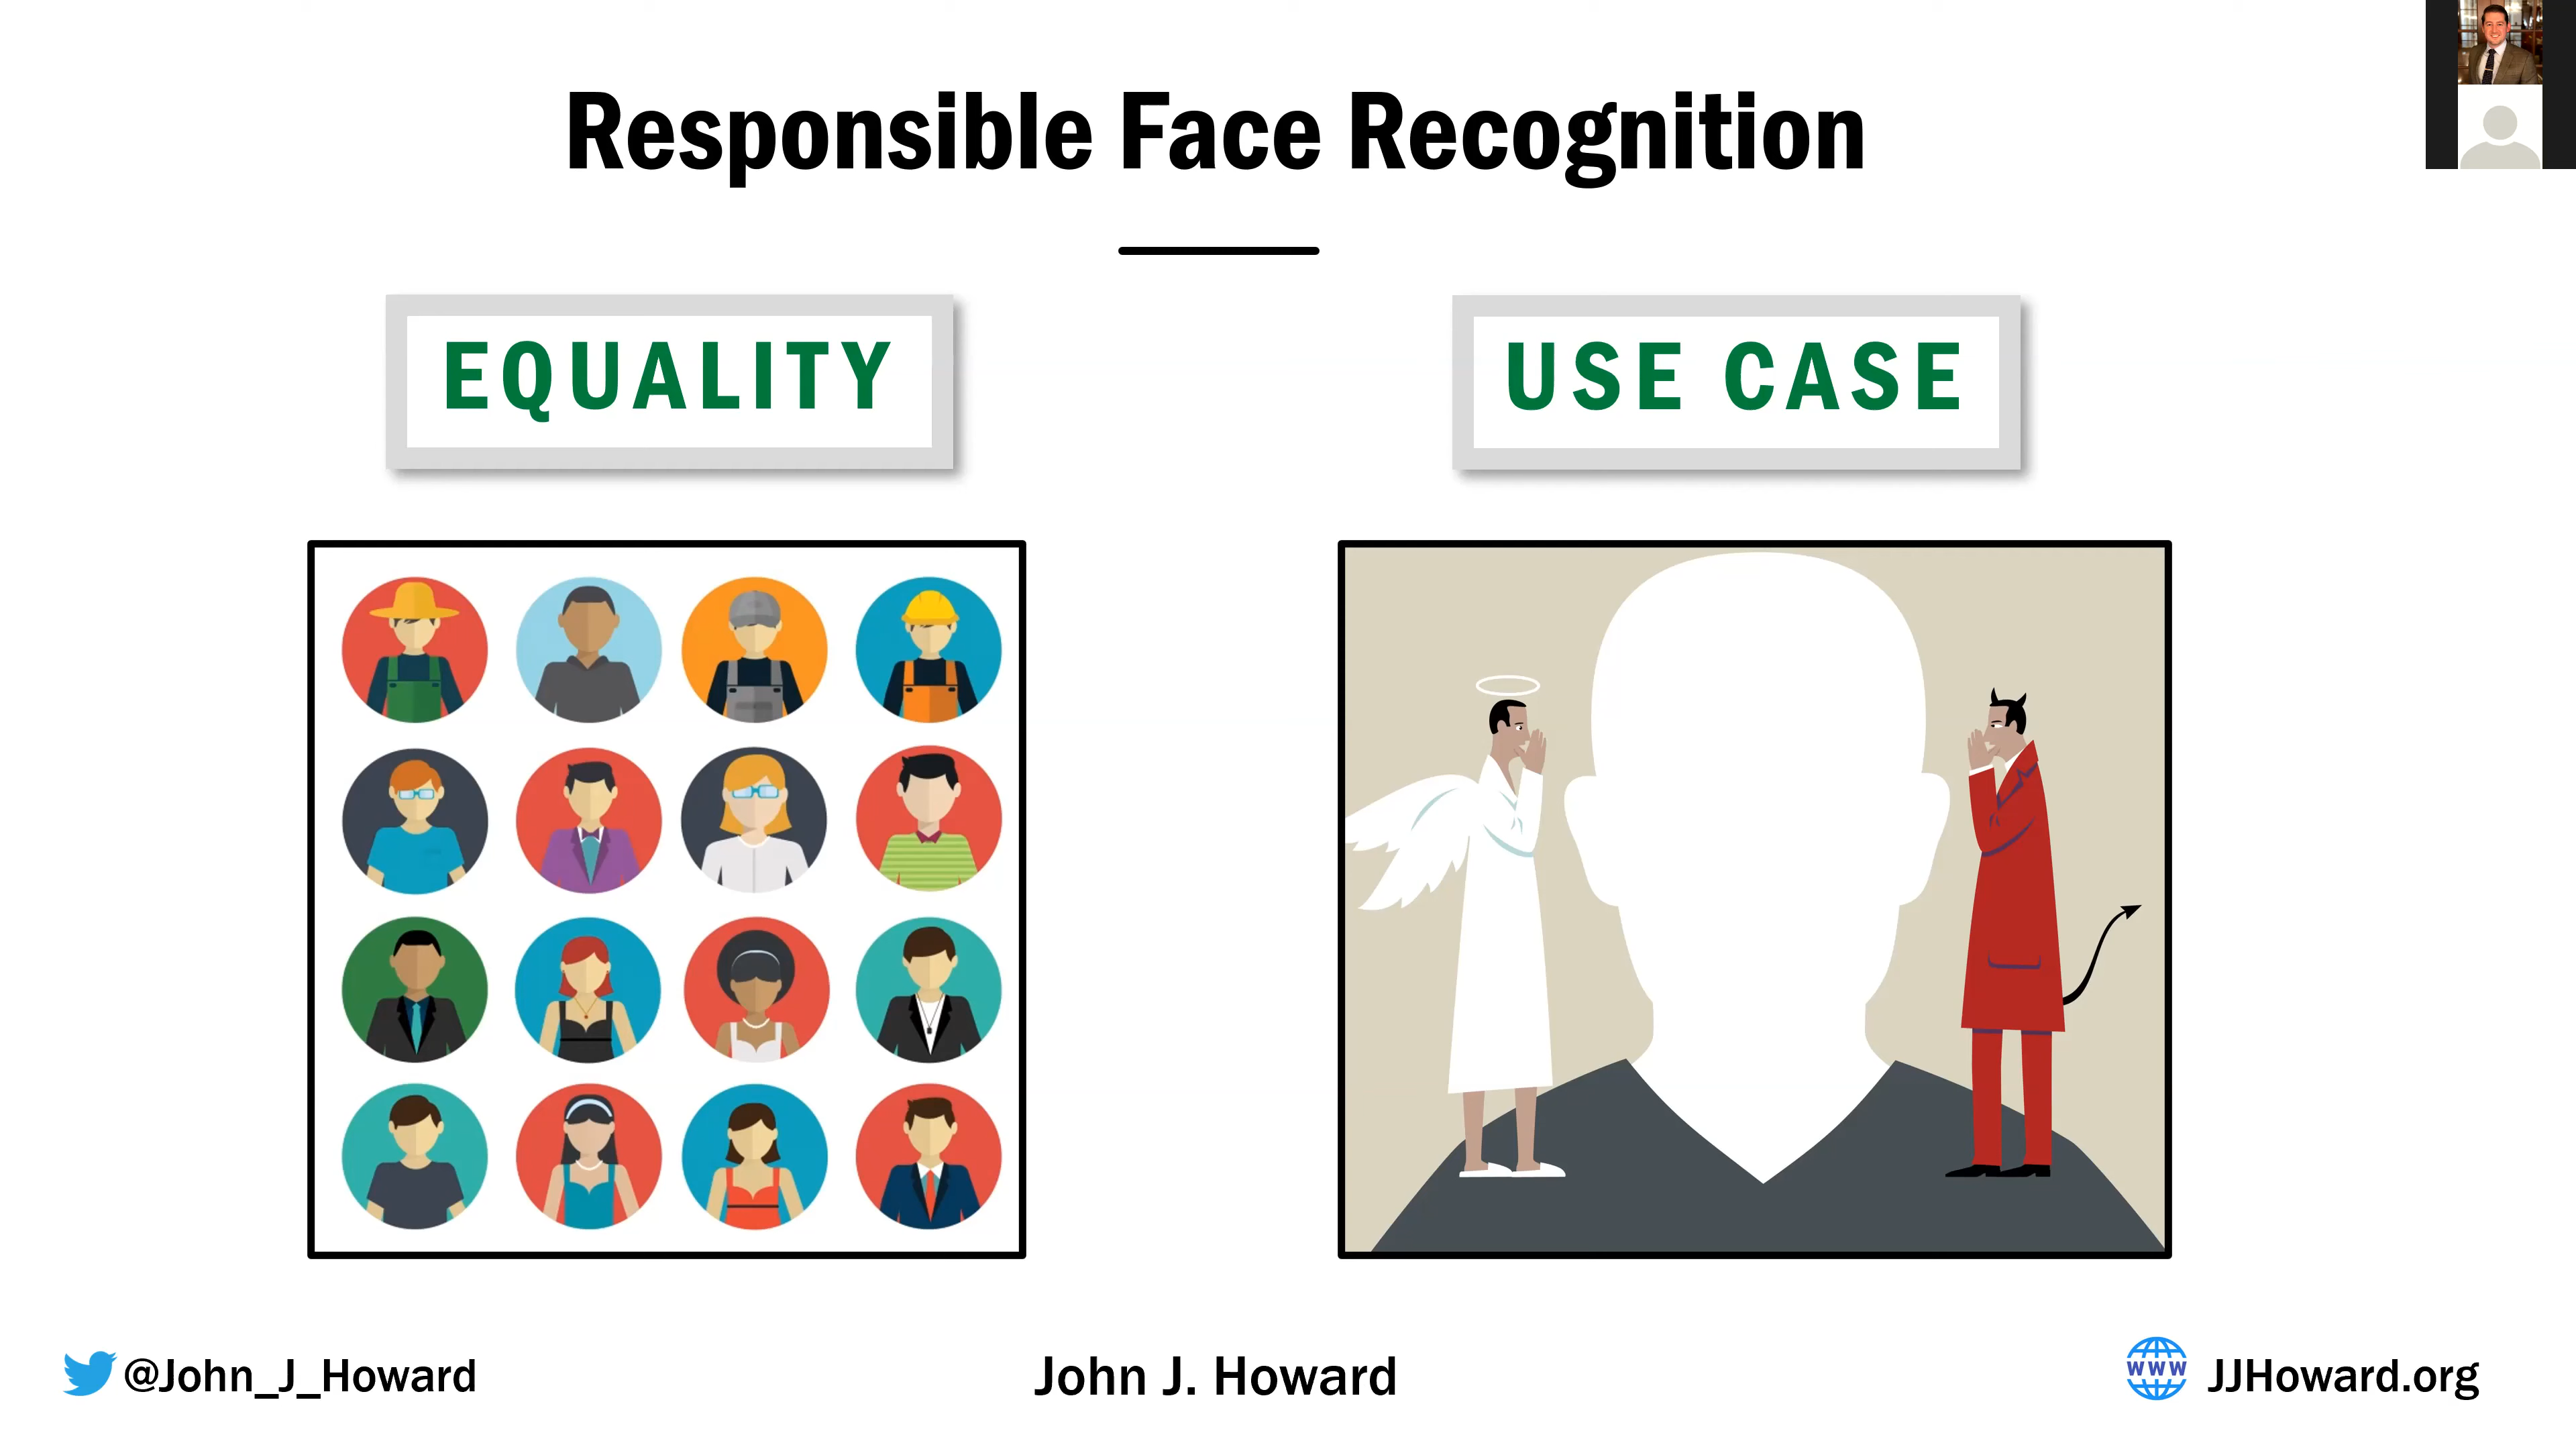 Responsible Face Recognition
EQUALITY
USE CASE
@John_J_Howard
John J. Howard
WWW
JJHoward.org